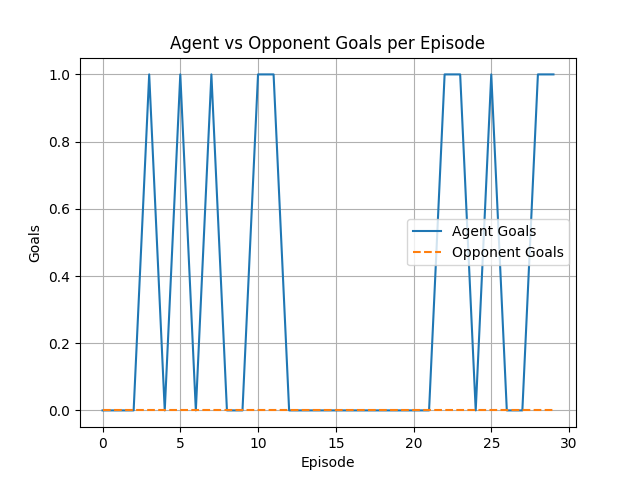 Agent vs Opponent Goals per Episode
1.0
0.8
0.6
0.4
0.2
0.0
Goals
Agent Goals
Opponent Goals
0 5 10 15 20 25 30
Episode